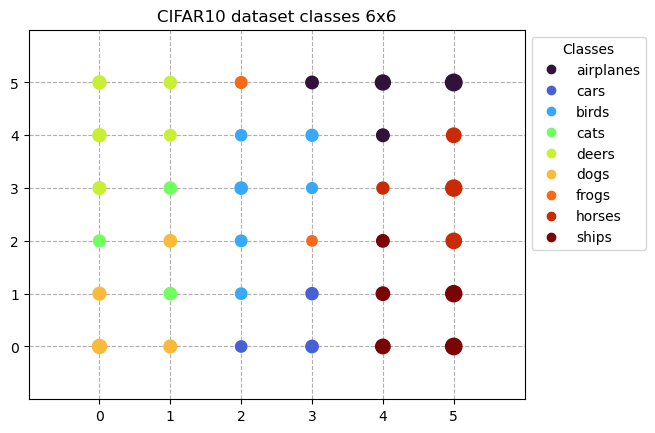 CIFAR10 dataset classes 6x6
5
4
3
2
1
0
0 1 2 3 4 5
Classes
airplanes
cars
birds
cats
deers
dogs
frogs
horses
ships